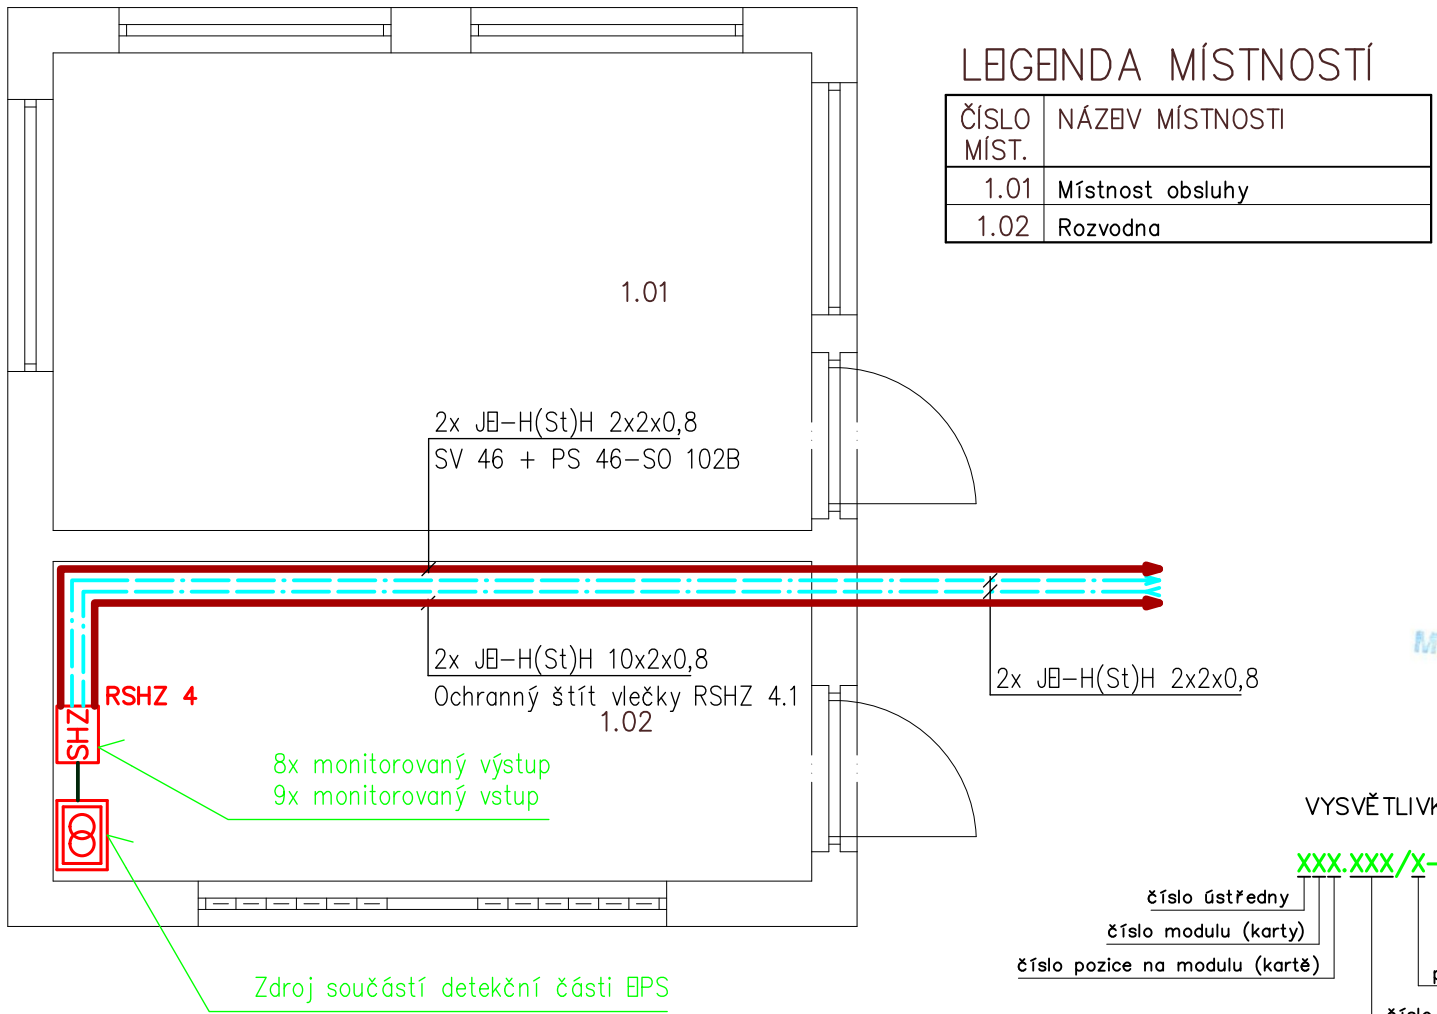 LEGENDA MÍSTNOSTÍ
ČÍSLO MÍST.
NÁZEV MÍSTNOSTI
1.01 Místnost obsluhy
1.02 Rozvodna
1.01
2x JE-H(St)H 2x2x0,8
SV 46 + PS 46-SO 102B
2x JE-H(St)H 10x2x0,8
Ochranný štít vlečky RSHZ 4.1
2x JE-H(St)H 2x2x0,8
RSHZ 4
SHZ
1.02
8x monitorovaný výstup
9x monitorovaný vstup
Zdroj součástí detekční části EPS
VYSVĚTLIVK
XXX.XXX/X-
číslo ústředny
číslo modulu (karty)
číslo pozice na modulu (kartě)
číslo